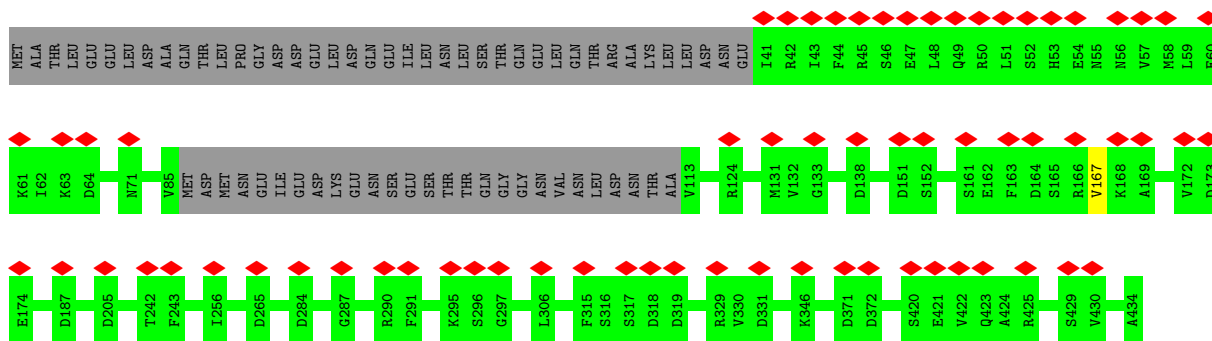 MET ALA THR LEU GLU GLU LEU ASP ALA GLN THR LEU PRO GLY ASP ASP GLU LEU ASP GLN GLU ILE LEU ASN LEU SER THR GLN GLU LEU GLN THR ARG ALA LYS LEU LEU ASP ASN GLU I41 R42 I43 F44 R45 S46 E47 L48 Q49 R50 L51 S52 H53 E54 N55 N56 V57 M58 L59
K61 I62 K63 D64 N71 V85 MET ASP MET ASN GLU ILE GLU ASP LYS GLU ASN SER GLU SER THR THR GLN GLY GLY ASN VAL ASN LEU ASP ASN THR ALA V113 R124 M131 V132 G133 D138 D151 S152 S161 E162 F163 D164 S165 R166 V167 K168 A169 V172 D173
E174 D187 D205 T242 F243 I256 D265 D284 G287 R290 F291 K295 S296 G297 L306 F315 S316 S317 D318 D319 R329 V330 D331 K346 D371 D372 S420 E421 V422 Q423 A424 R425 S429 V430 A434